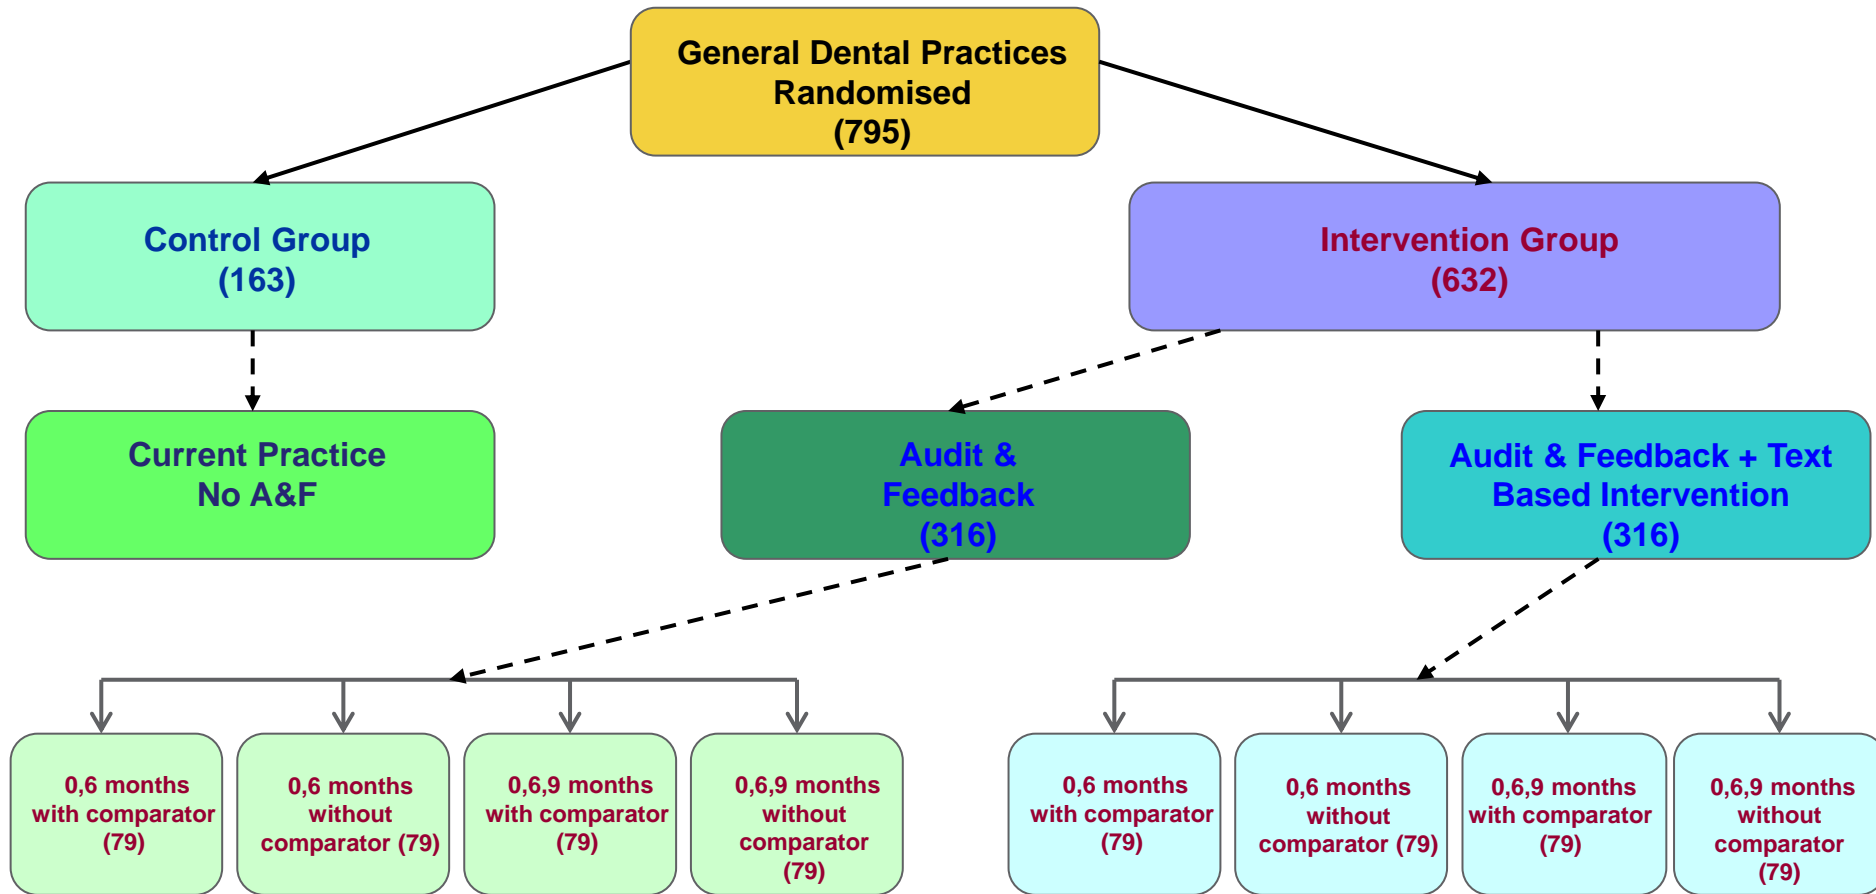 General Dental Practices
Randomised
(795)
Control Group
(163)
Intervention Group
(632)
Current Practice
No A&F
Audit &
Feedback
(316)
Audit & Feedback + Text
Based Intervention
(316)
0,6 months
with comparator
(79)
0,6 months
without
comparator (79)
0,6,9 months
with comparator
(79)
0,6,9 months
without
comparator
(79)
0,6 months
with comparator
(79)
0,6 months
without
comparator (79)
0,6,9 months
with comparator
(79)
0,6,9 months
without
comparator
(79)